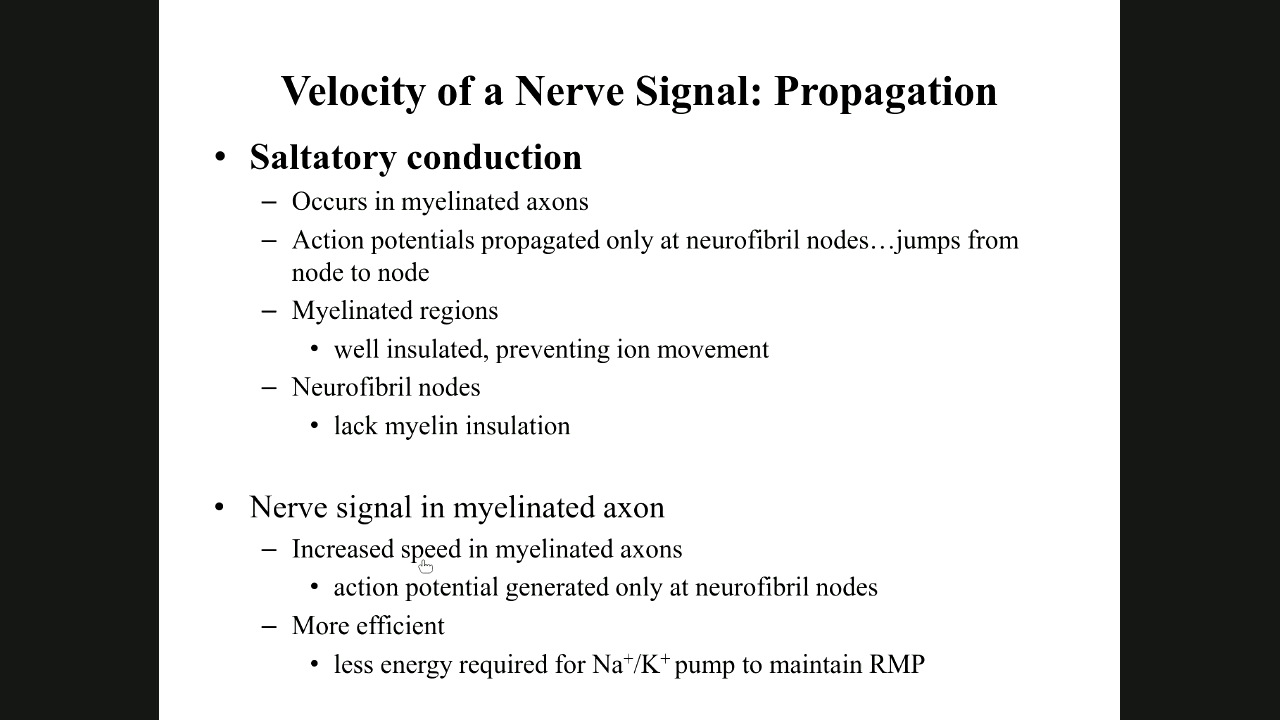 Velocity of a Nerve Signal: Propagation
• Saltatory conduction
– Occurs in myelinated axons
– Action potentials propagated only at neurofibril nodes…jumps from
node to node
– Myelinated regions
• well insulated, preventing ion movement
– Neurofibril nodes
• lack myelin insulation
• Nerve signal in myelinated axon
– Increased speed in myelinated axons
• action potential generated only at neurofibril nodes
– More efficient
• less energy required for Na⁺/K⁺ pump to maintain RMP